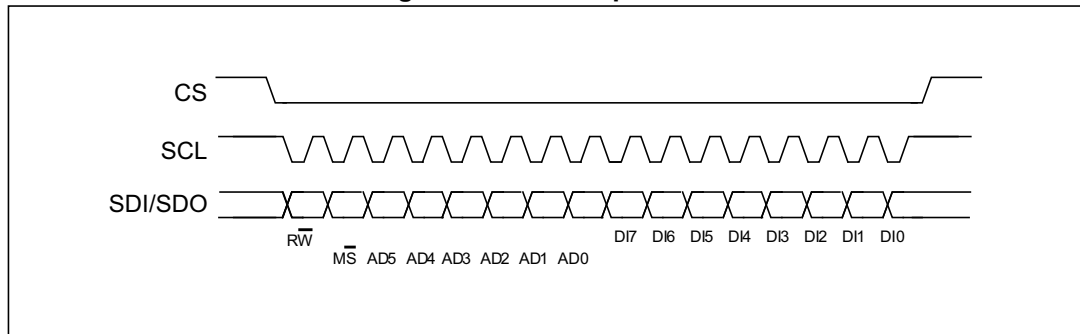 CS
SCL
SDI/SDO
RW̅ DI7 DI6 DI5 DI4 DI3 DI2 DI1 DI0
MS̅ AD5 AD4 AD3 AD2 AD1 AD0